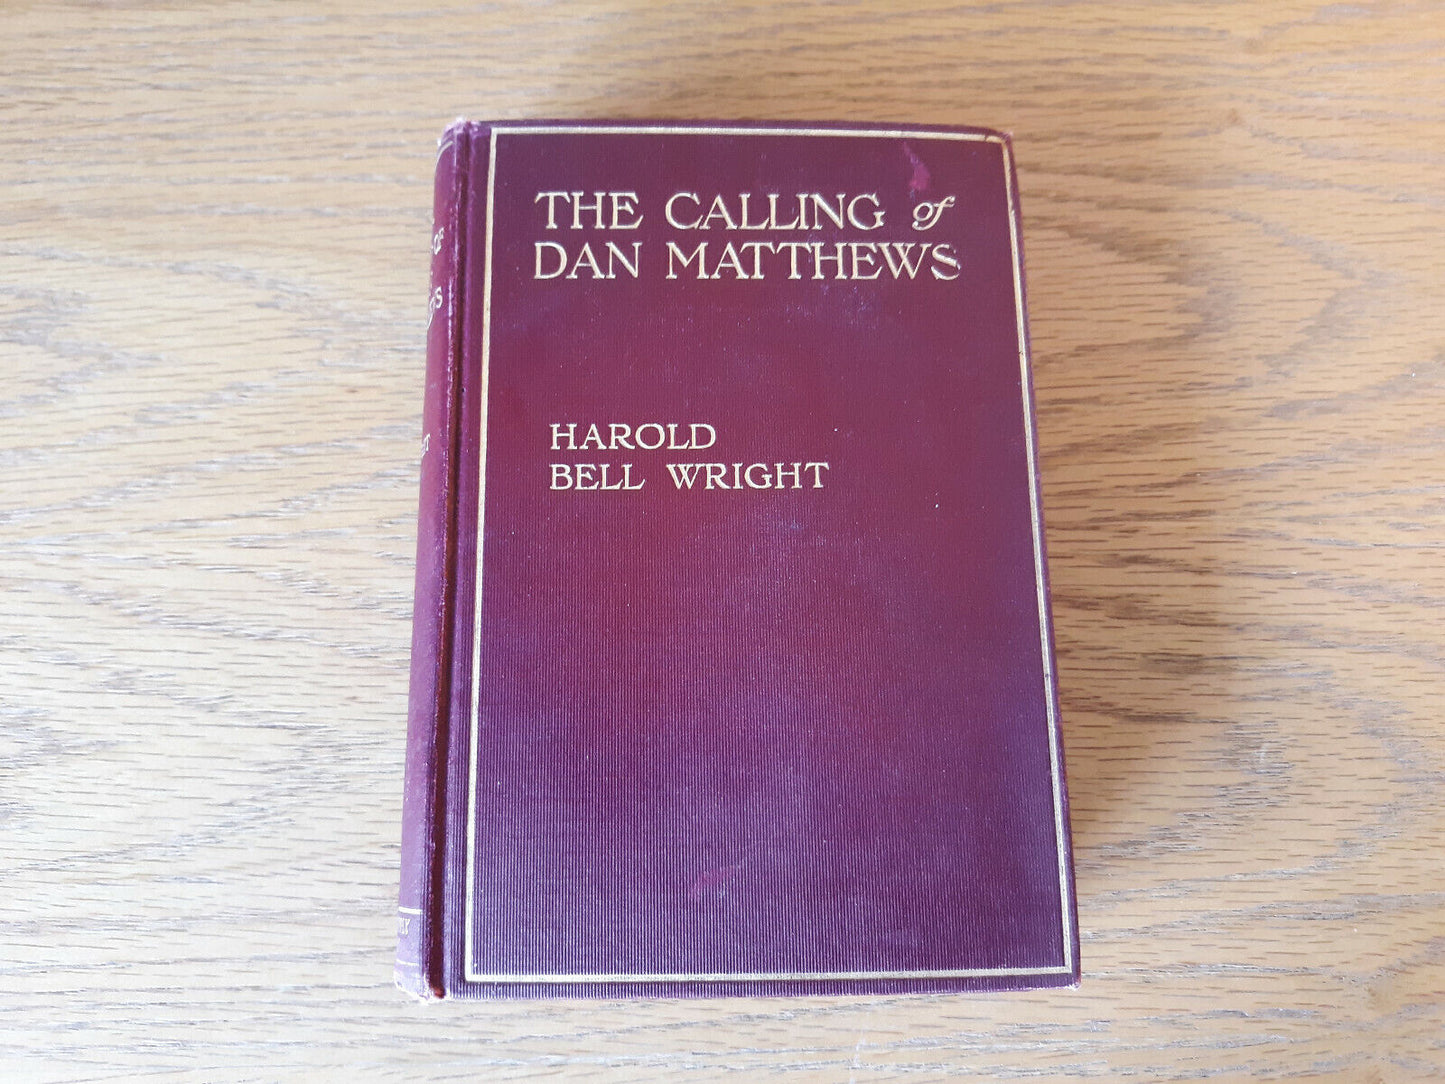 THE CALLING of
DAN MATTHEWS
HAROLD
BELL WRIGHT